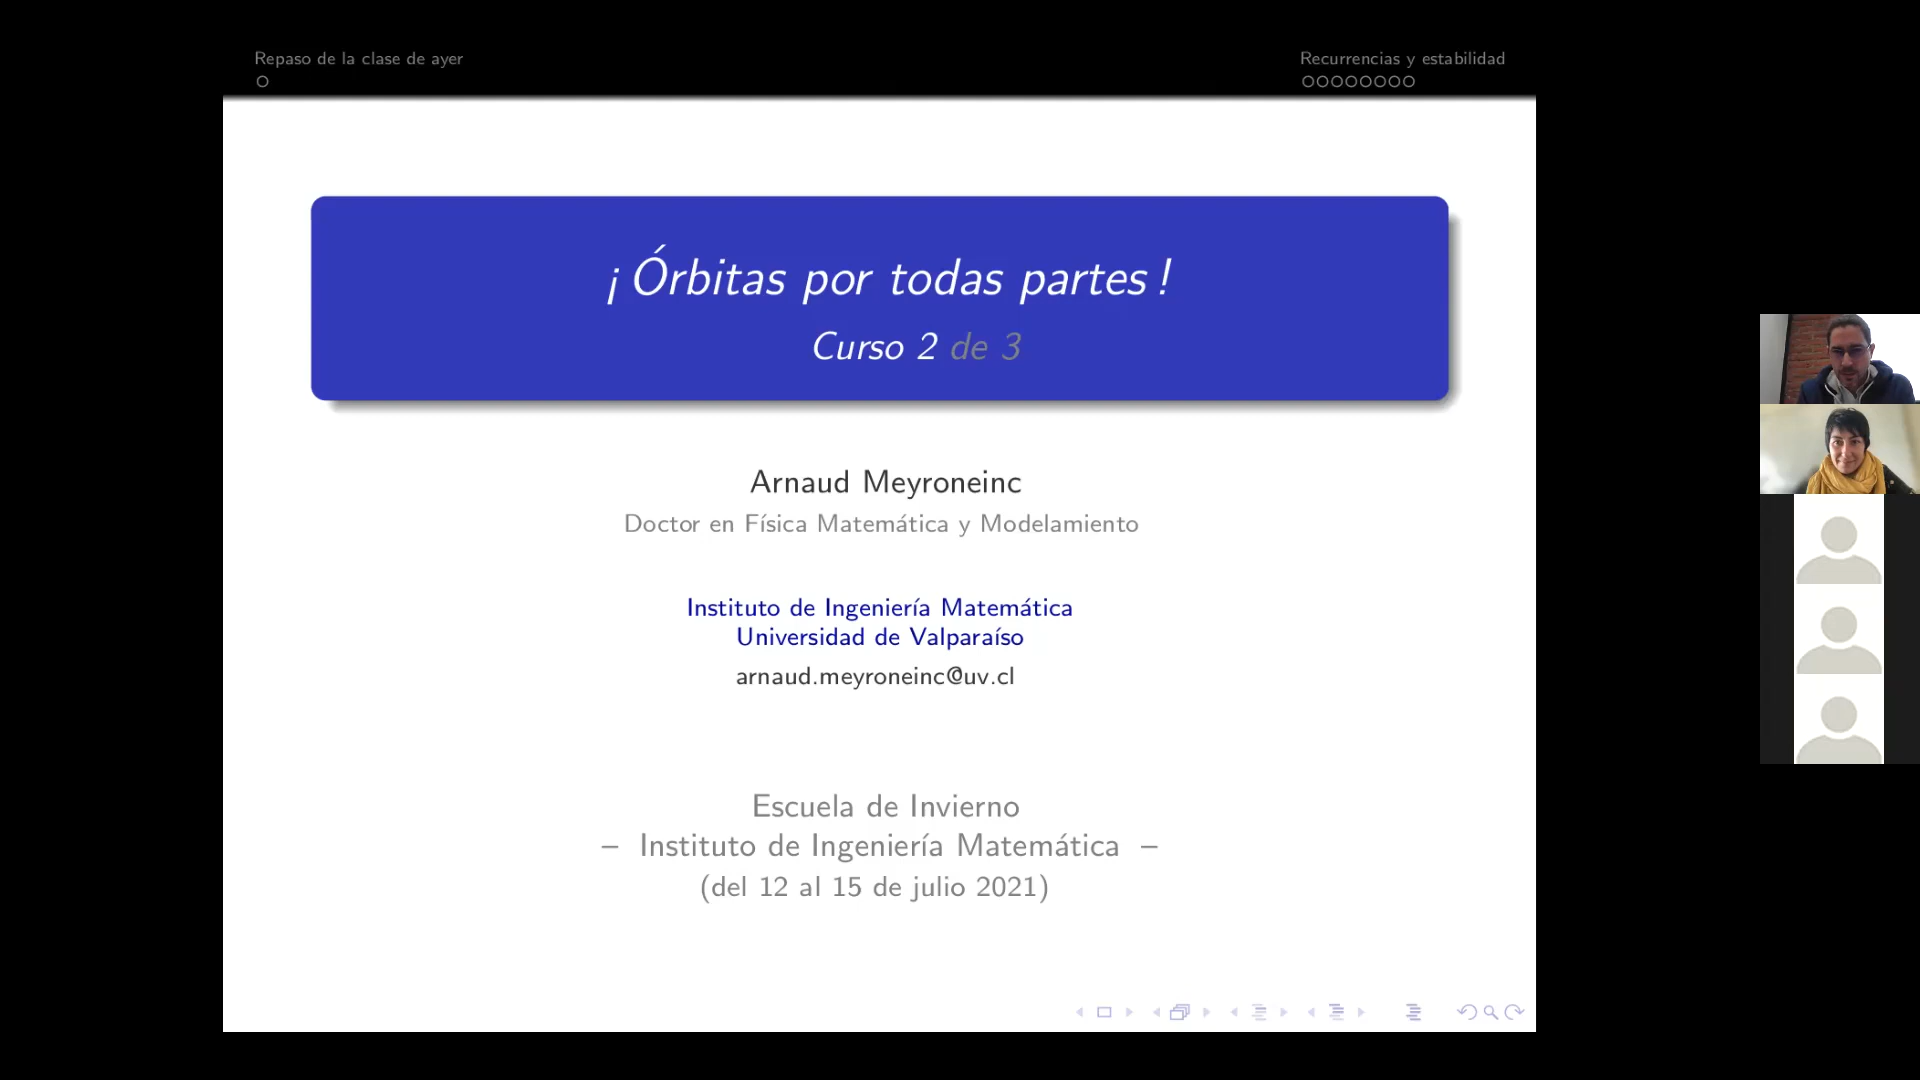 Repaso de la clase de ayer
Recurrencias y estabilidad
¡ Órbitas por todas partes !
Curso 2 de 3
Arnaud Meyroneinc
Doctor en Física Matemática y Modelamiento
Instituto de Ingeniería Matemática
Universidad de Valparaíso
arnaud.meyroneinc@uv.cl
Escuela de Invierno
– Instituto de Ingeniería Matemática –
(del 12 al 15 de julio 2021)